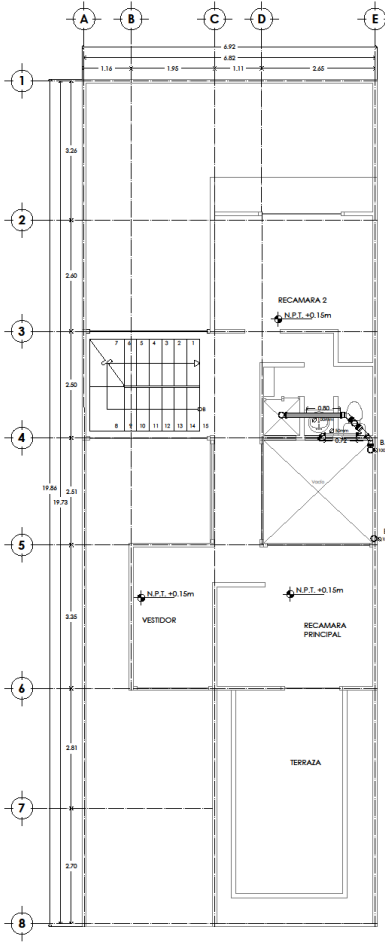 A B C D E
6.92
6.82
1.16 1.95 1.11 2.65
1
3.26
2
2.60
RECAMARA 2
N.P.T. +0.15m
3
7 6 5 4 3 2 1
2.50
8 9 10 11 12 13 14 15
0.80
0.72
4
19.86
19.73
2.51
5
N.P.T. +0.15m
N.P.T. +0.15m
3.35
VESTIDOR
RECAMARA
PRINCIPAL
6
2.81
TERRAZA
7
2.70
8